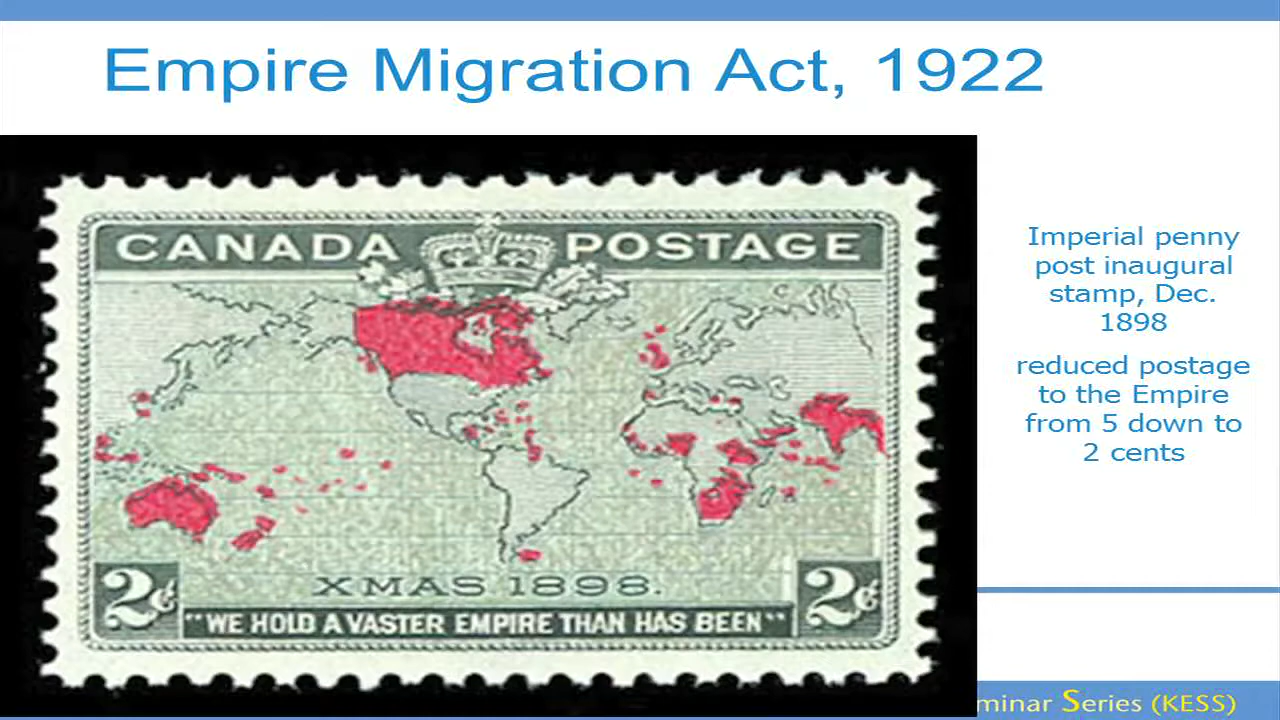 Empire Migration Act, 1922
CANADA POSTAGE
XMAS 1898.
2¢ 2¢
"WE HOLD A VASTER EMPIRE THAN HAS BEEN"
Imperial penny
post inaugural
stamp, Dec.
1898
reduced postage
to the Empire
from 5 down to
2 cents
Series (KESS)